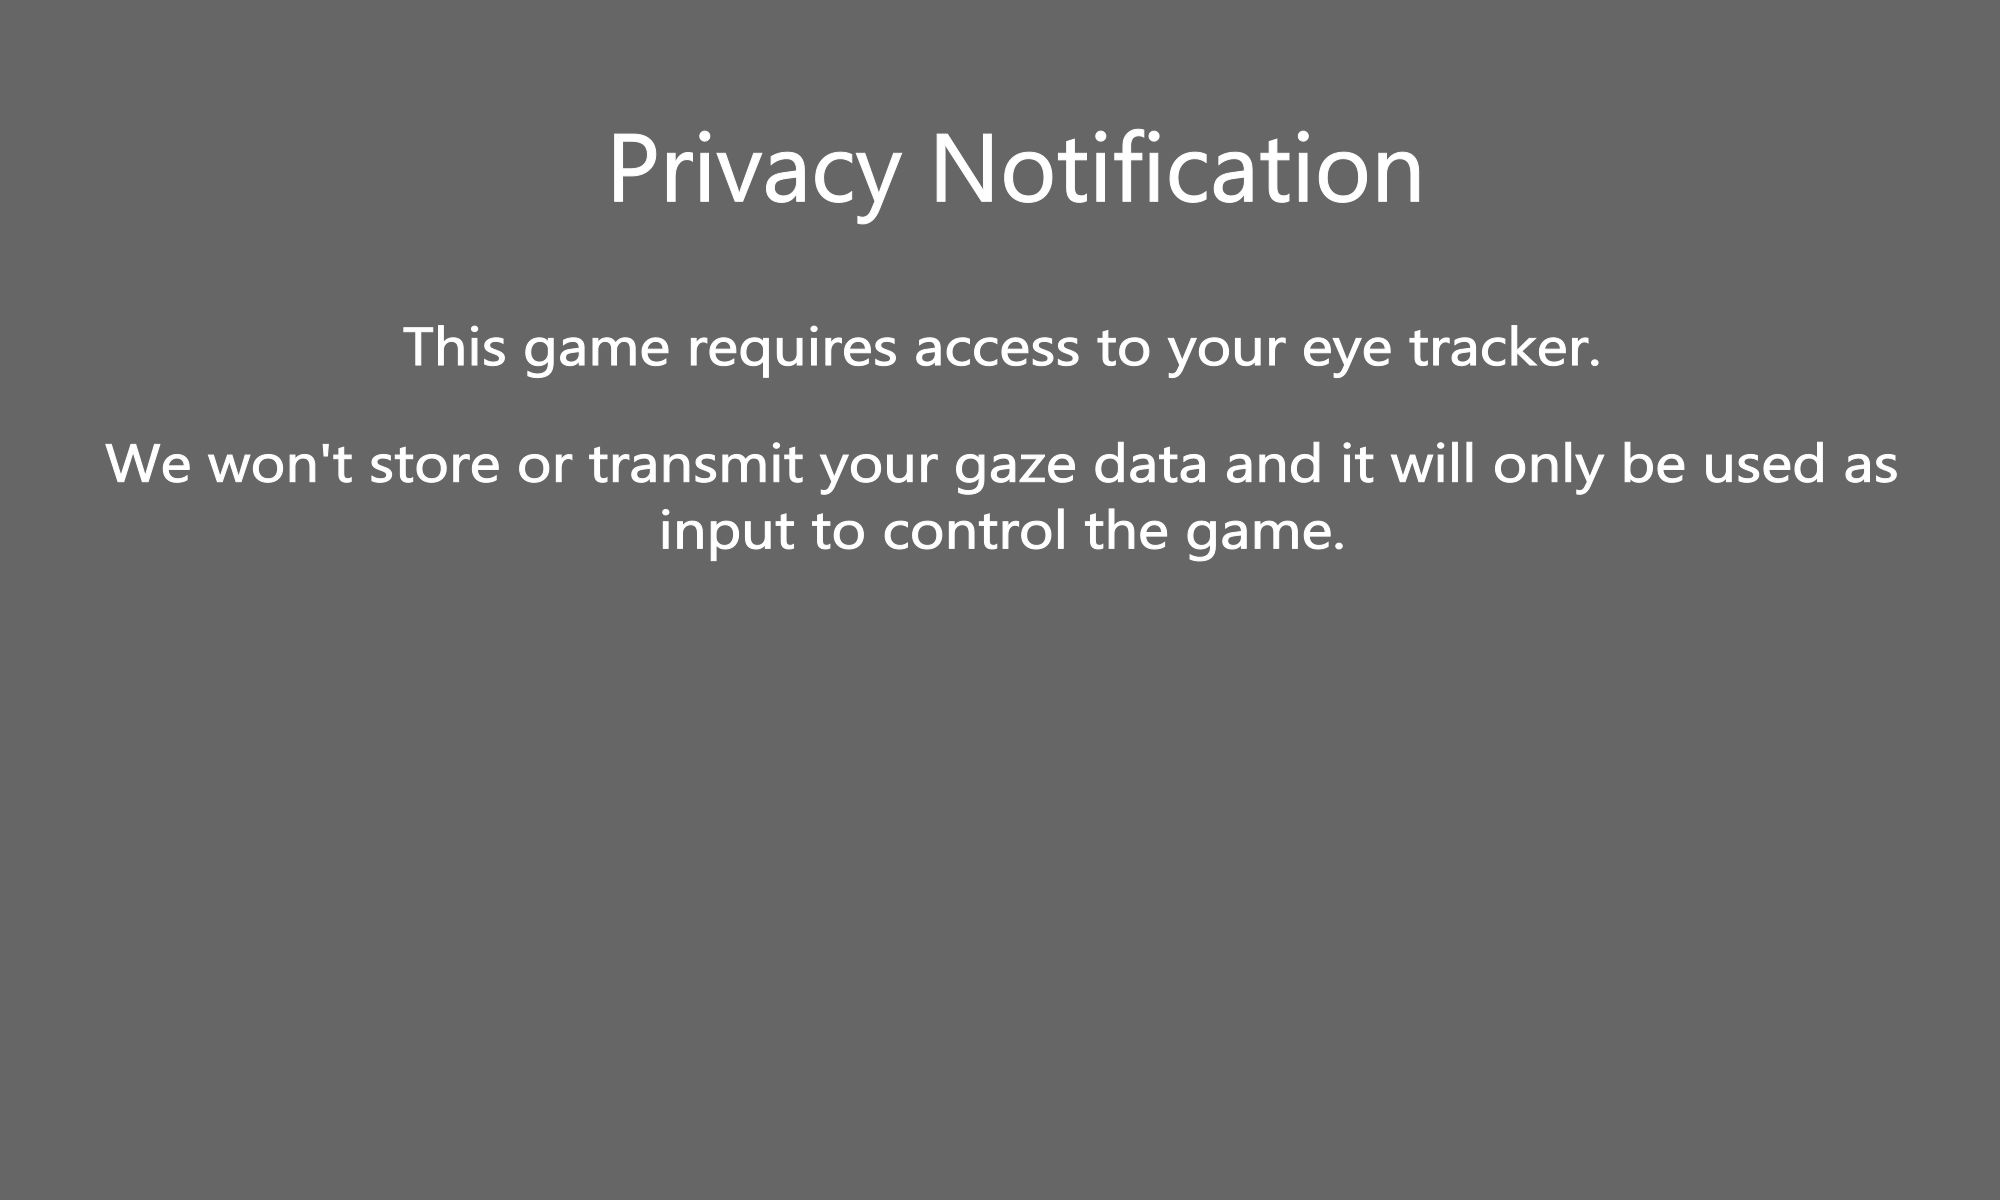 Privacy Notification
This game requires access to your eye tracker.
We won't store or transmit your gaze data and it will only be used as
input to control the game.